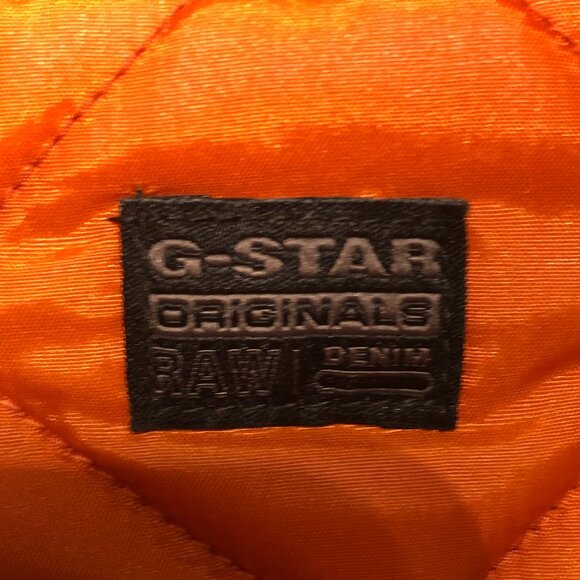 G-STAR
ORIGINALS
RAW | DENIM